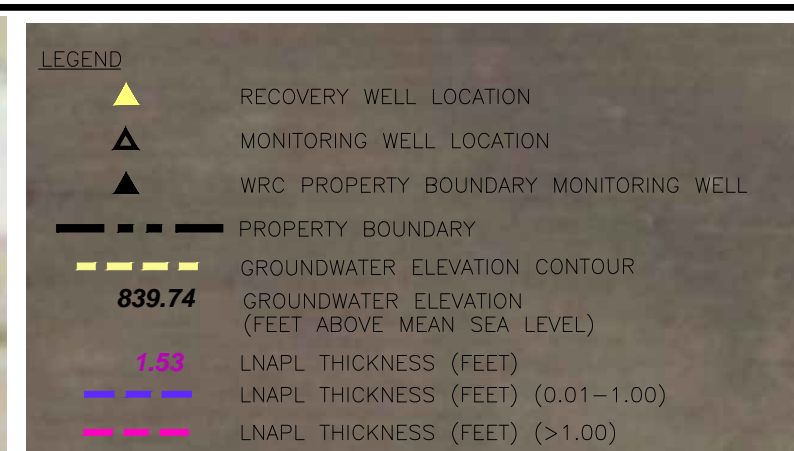 LEGEND
RECOVERY WELL LOCATION
MONITORING WELL LOCATION
WRC PROPERTY BOUNDARY MONITORING WELL
PROPERTY BOUNDARY
GROUNDWATER ELEVATION CONTOUR
839.74 GROUNDWATER ELEVATION
(FEET ABOVE MEAN SEA LEVEL)
1.53 LNAPL THICKNESS (FEET)
LNAPL THICKNESS (FEET) (0.01-1.00)
LNAPL THICKNESS (FEET) (>1.00)